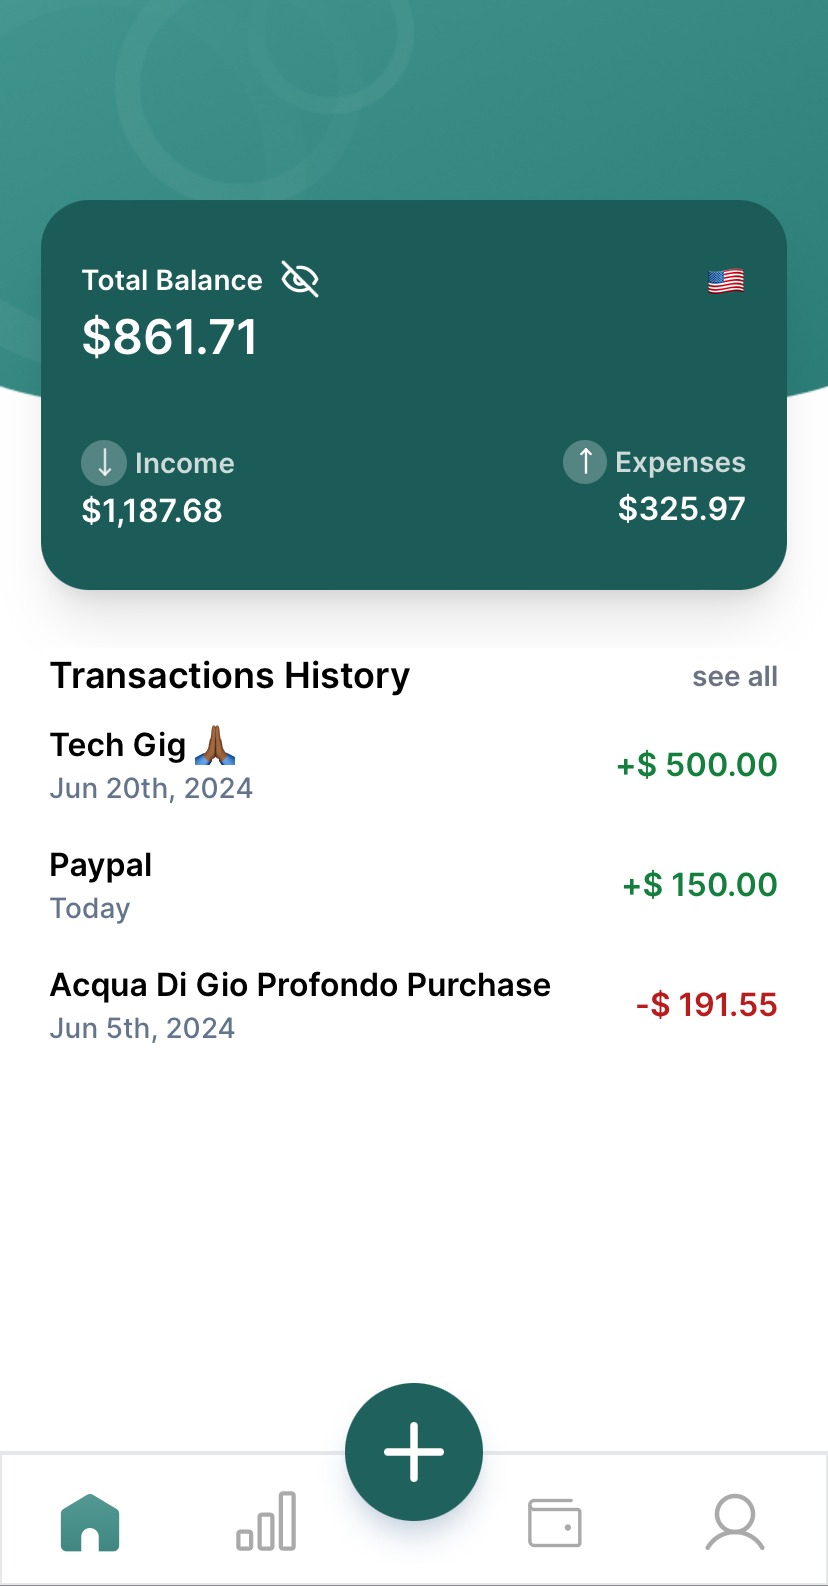 Total Balance
$861.71
Income
Expenses
$1,187.68
$325.97
Transactions History
see all
Tech Gig 🙏🏾
Jun 20th, 2024
+$ 500.00
Paypal
Today
+$ 150.00
Acqua Di Gio Profondo Purchase
Jun 5th, 2024
-$ 191.55